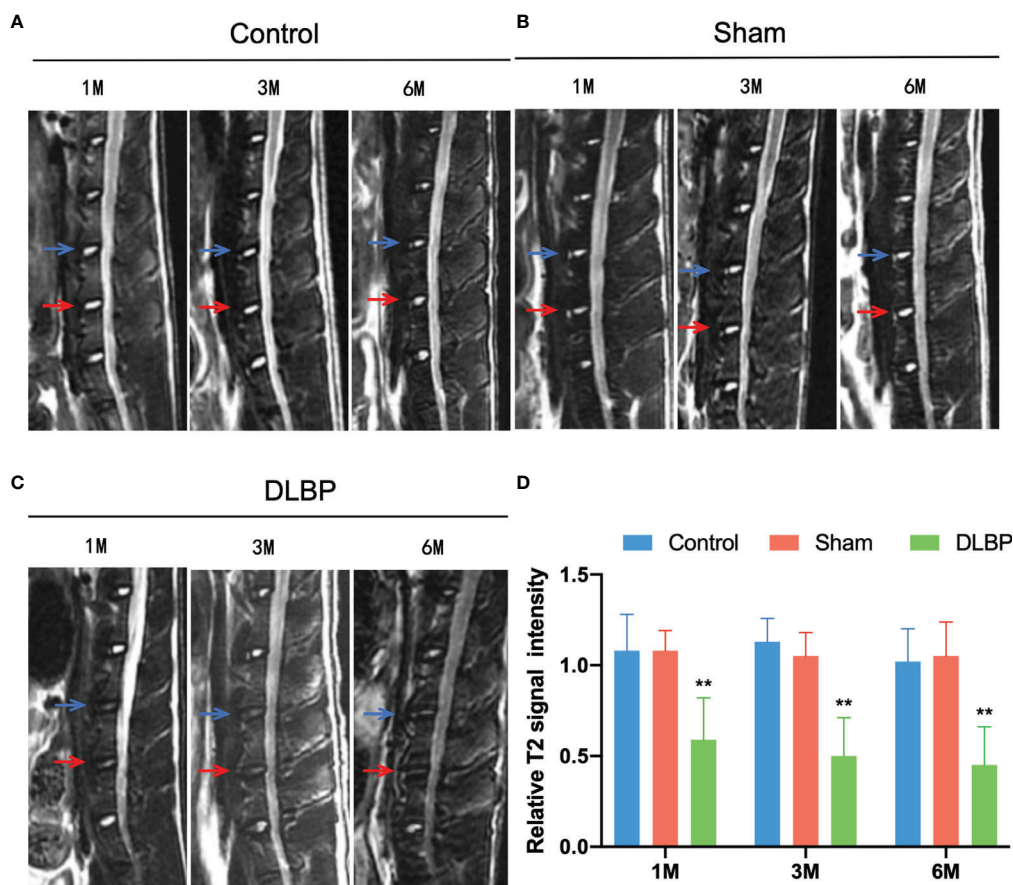 A
Control
1M 3M 6M
B
Sham
1M 3M 6M
C
DLBP
1M 3M 6M
D
Control Sham DLBP
Relative T2 signal intensity
1.5
1.0
0.5
0.0
** ** **
1M 3M 6M